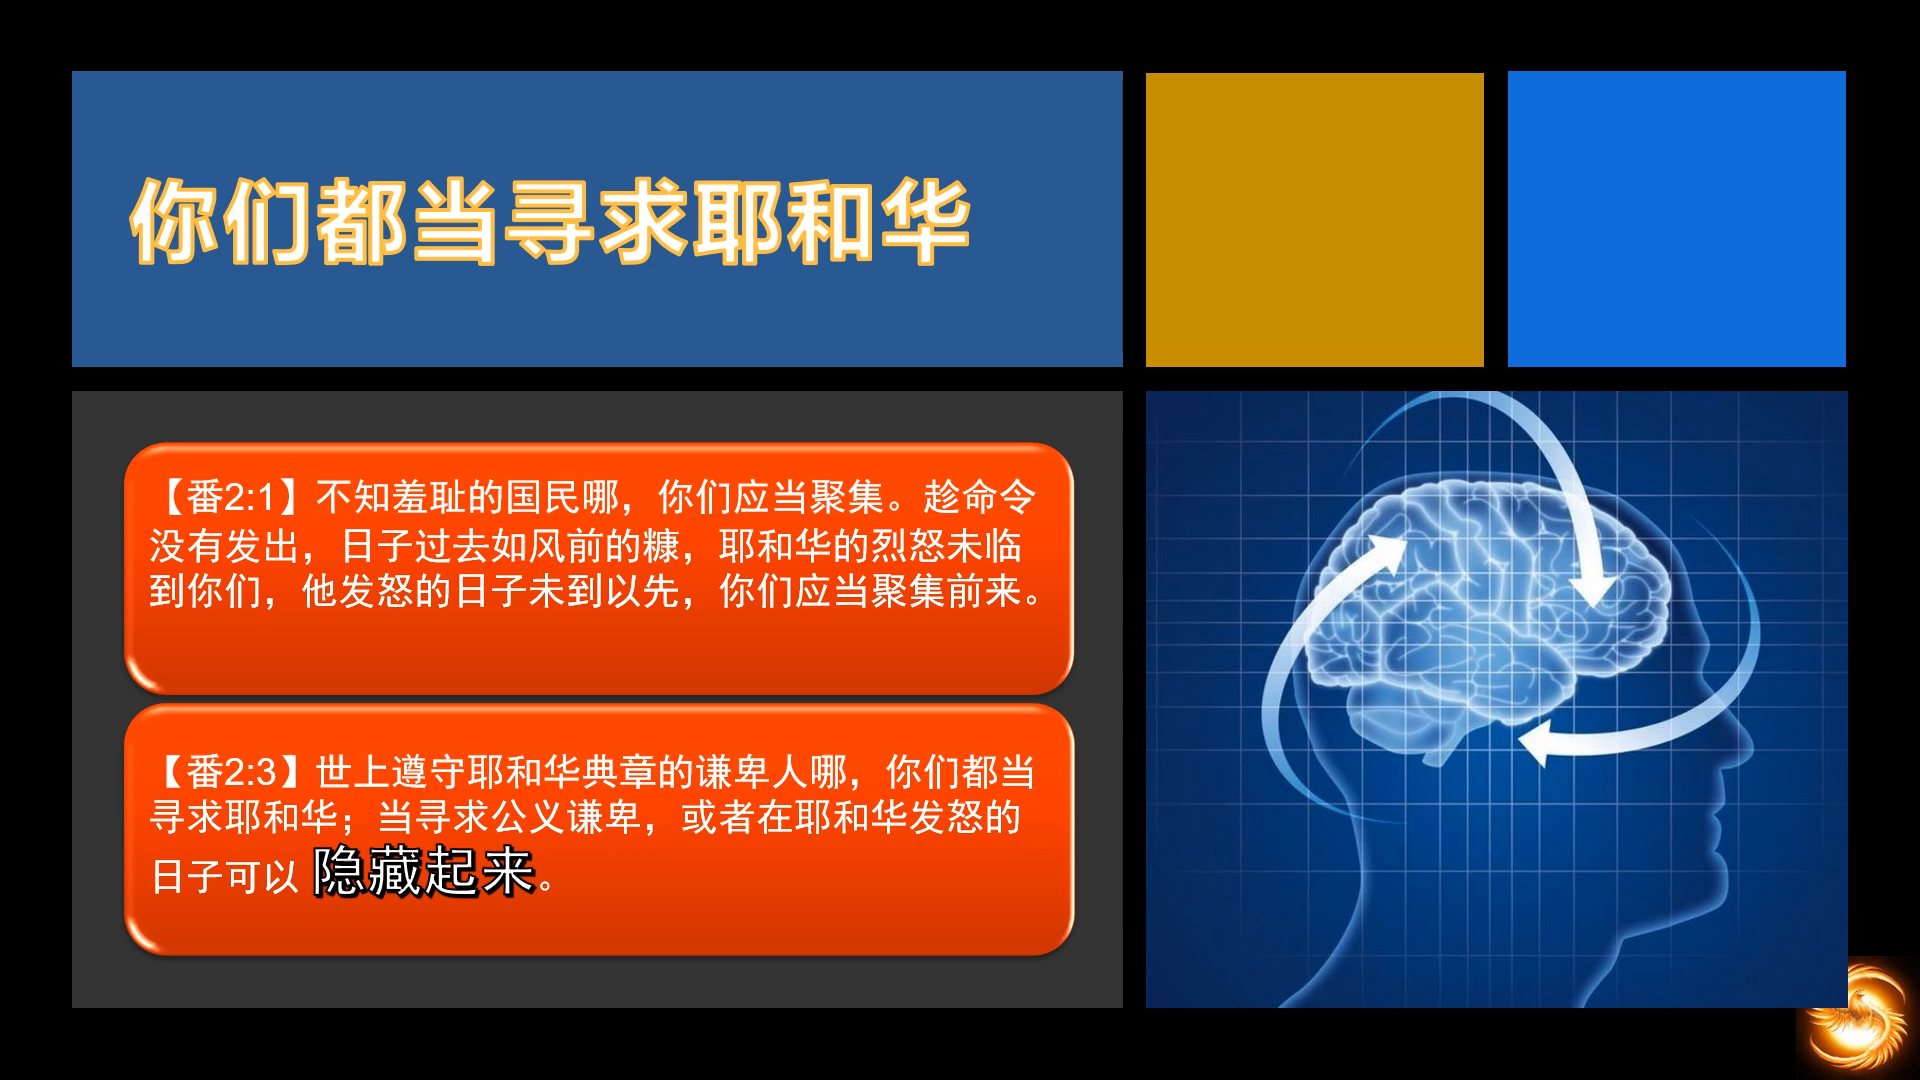 你们都当寻求耶和华
【番2:1】不知羞耻的国民哪，你们应当聚集。趁命令
没有发出，日子过去如风前的糠，耶和华的烈怒未临
到你们，他发怒的日子未到以先，你们应当聚集前来。
【番2:3】世上遵守耶和华典章的谦卑人哪，你们都当
寻求耶和华；当寻求公义谦卑，或者在耶和华发怒的
日子可以 隐藏起来。